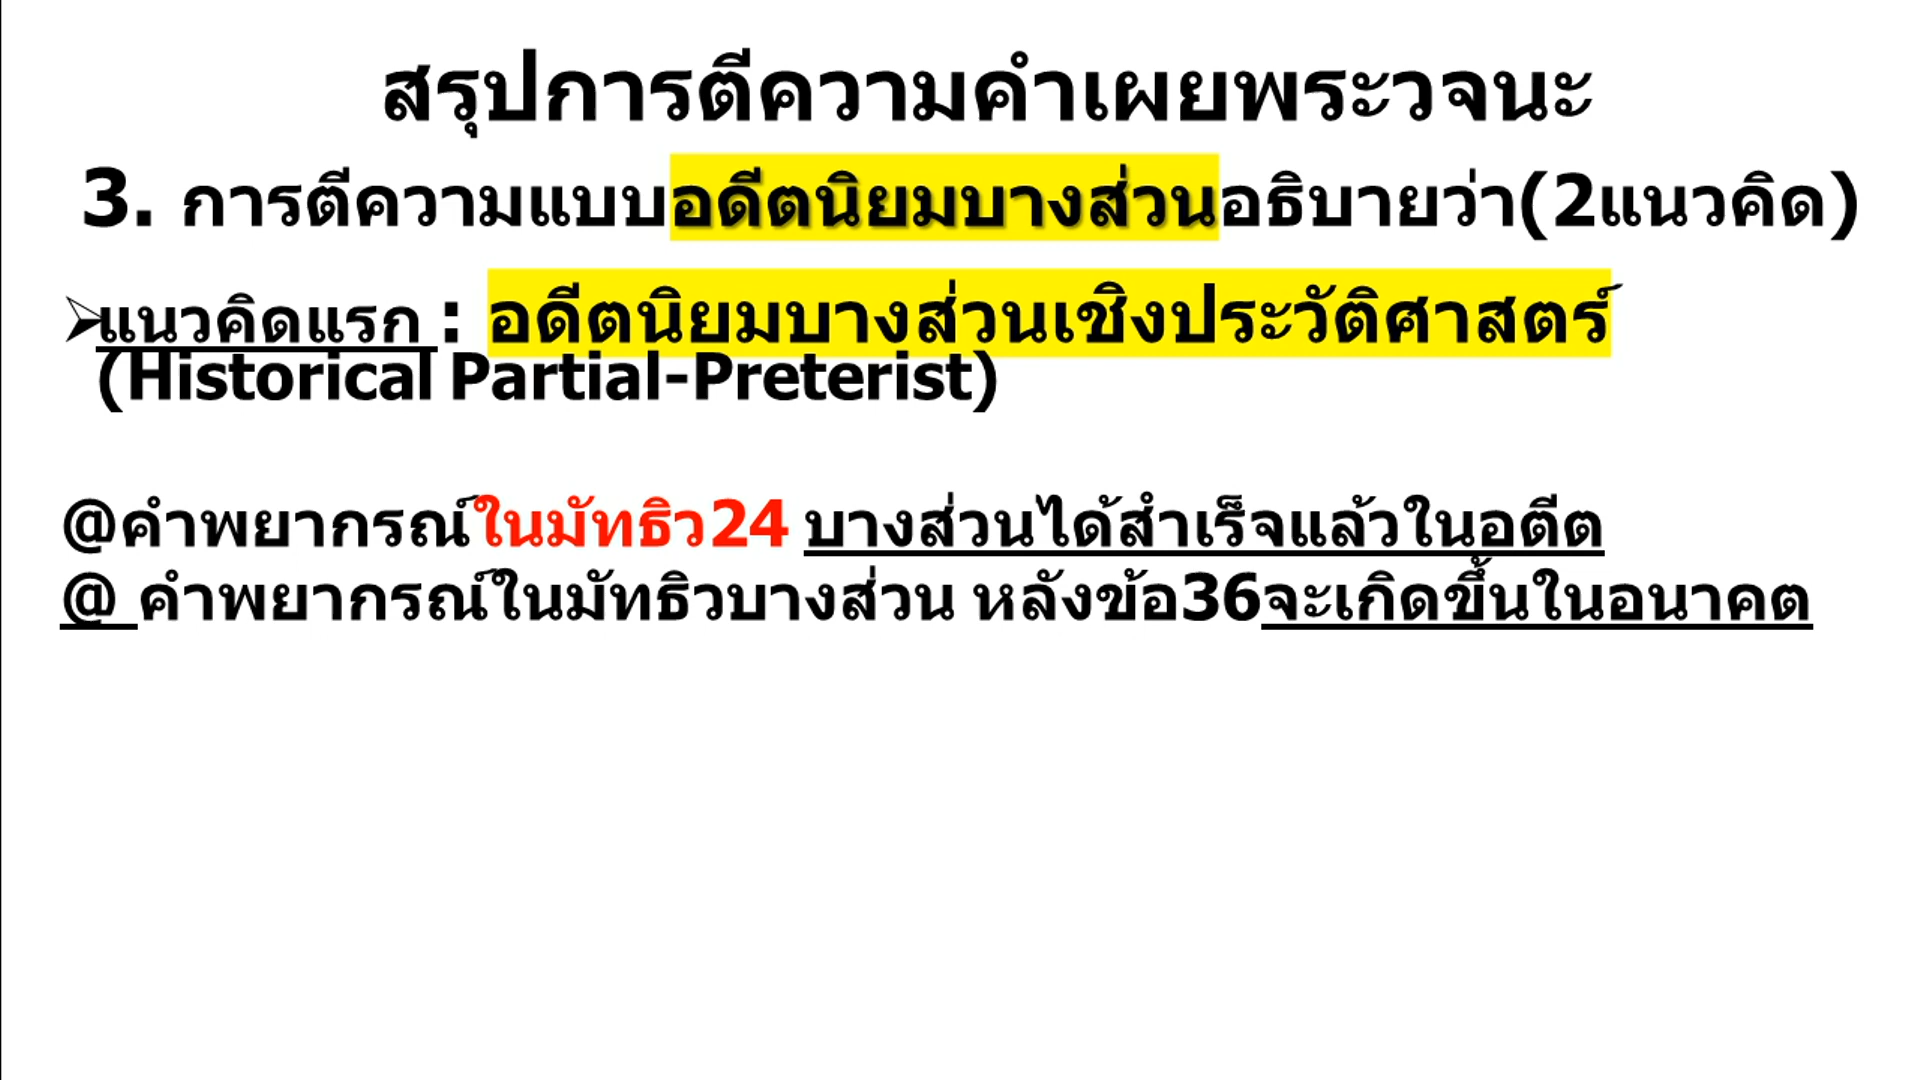 สรุปการตีความคำเผยพระวจนะ
3. การตีความแบบอดีตนิยมบางส่วนอธิบายว่า(2แนวคิด)
➢แนวคิดแรก : อดีตนิยมบางส่วนเชิงประวัติศาสตร์
(Historical Partial-Preterist)
@คำพยากรณ์ในมัทธิว24 บางส่วนได้สำเร็จแล้วในอตีต
@ คำพยากรณ์ในมัทธิวบางส่วน หลังข้อ36จะเกิดขึ้นในอนาคต